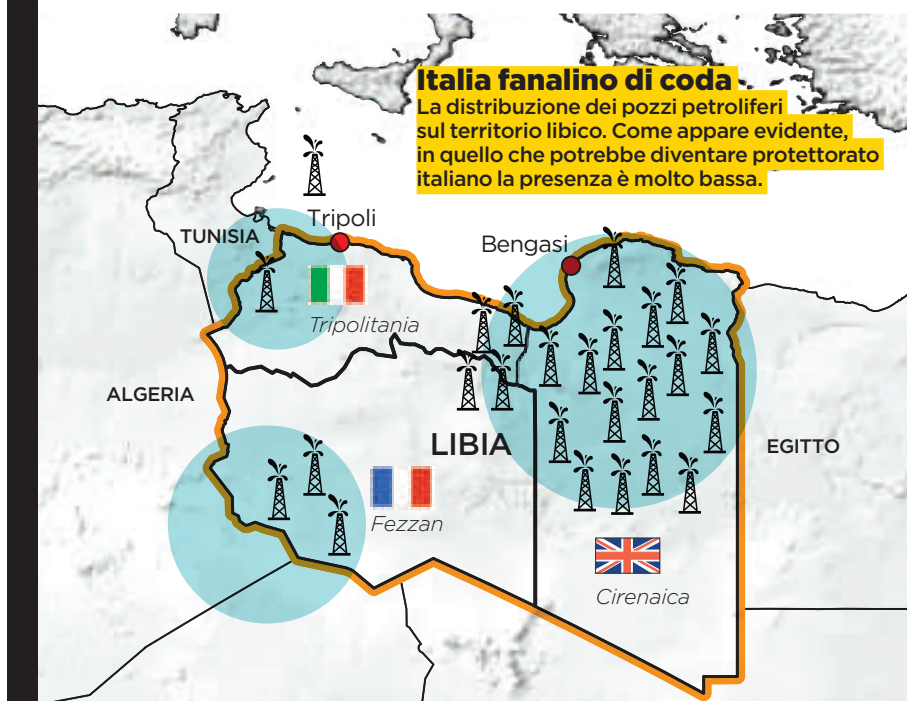 Italia fanalino di coda
La distribuzione dei pozzi petroliferi
sul territorio libico. Come appare evidente,
in quello che potrebbe diventare protettorato
italiano la presenza è molto bassa.
Tripoli
TUNISIA
Bengasi
Tripolitania
ALGERIA
LIBIA
EGITTO
Fezzan
Cirenaica